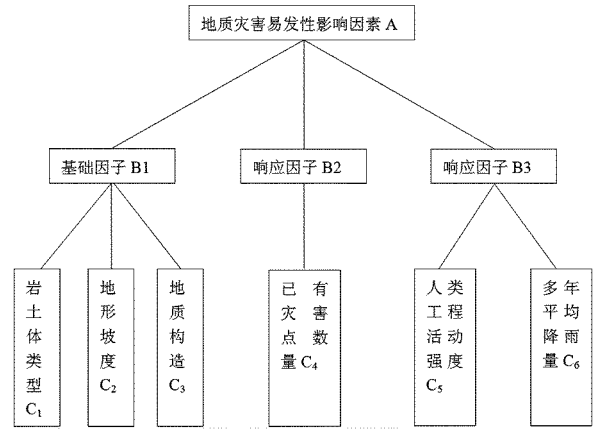 地质灾害易发性影响因素 A
基础因子 B1
响应因子 B2
响应因子 B3
岩
土
体
类
型
C1
地
形
坡
度
C2
地
质
构
造
C3
已 有
灾 害
点 数
量 C4
人 类
工 程
活 动
强 度
C5
多 年
平 均
降 雨
量 C6